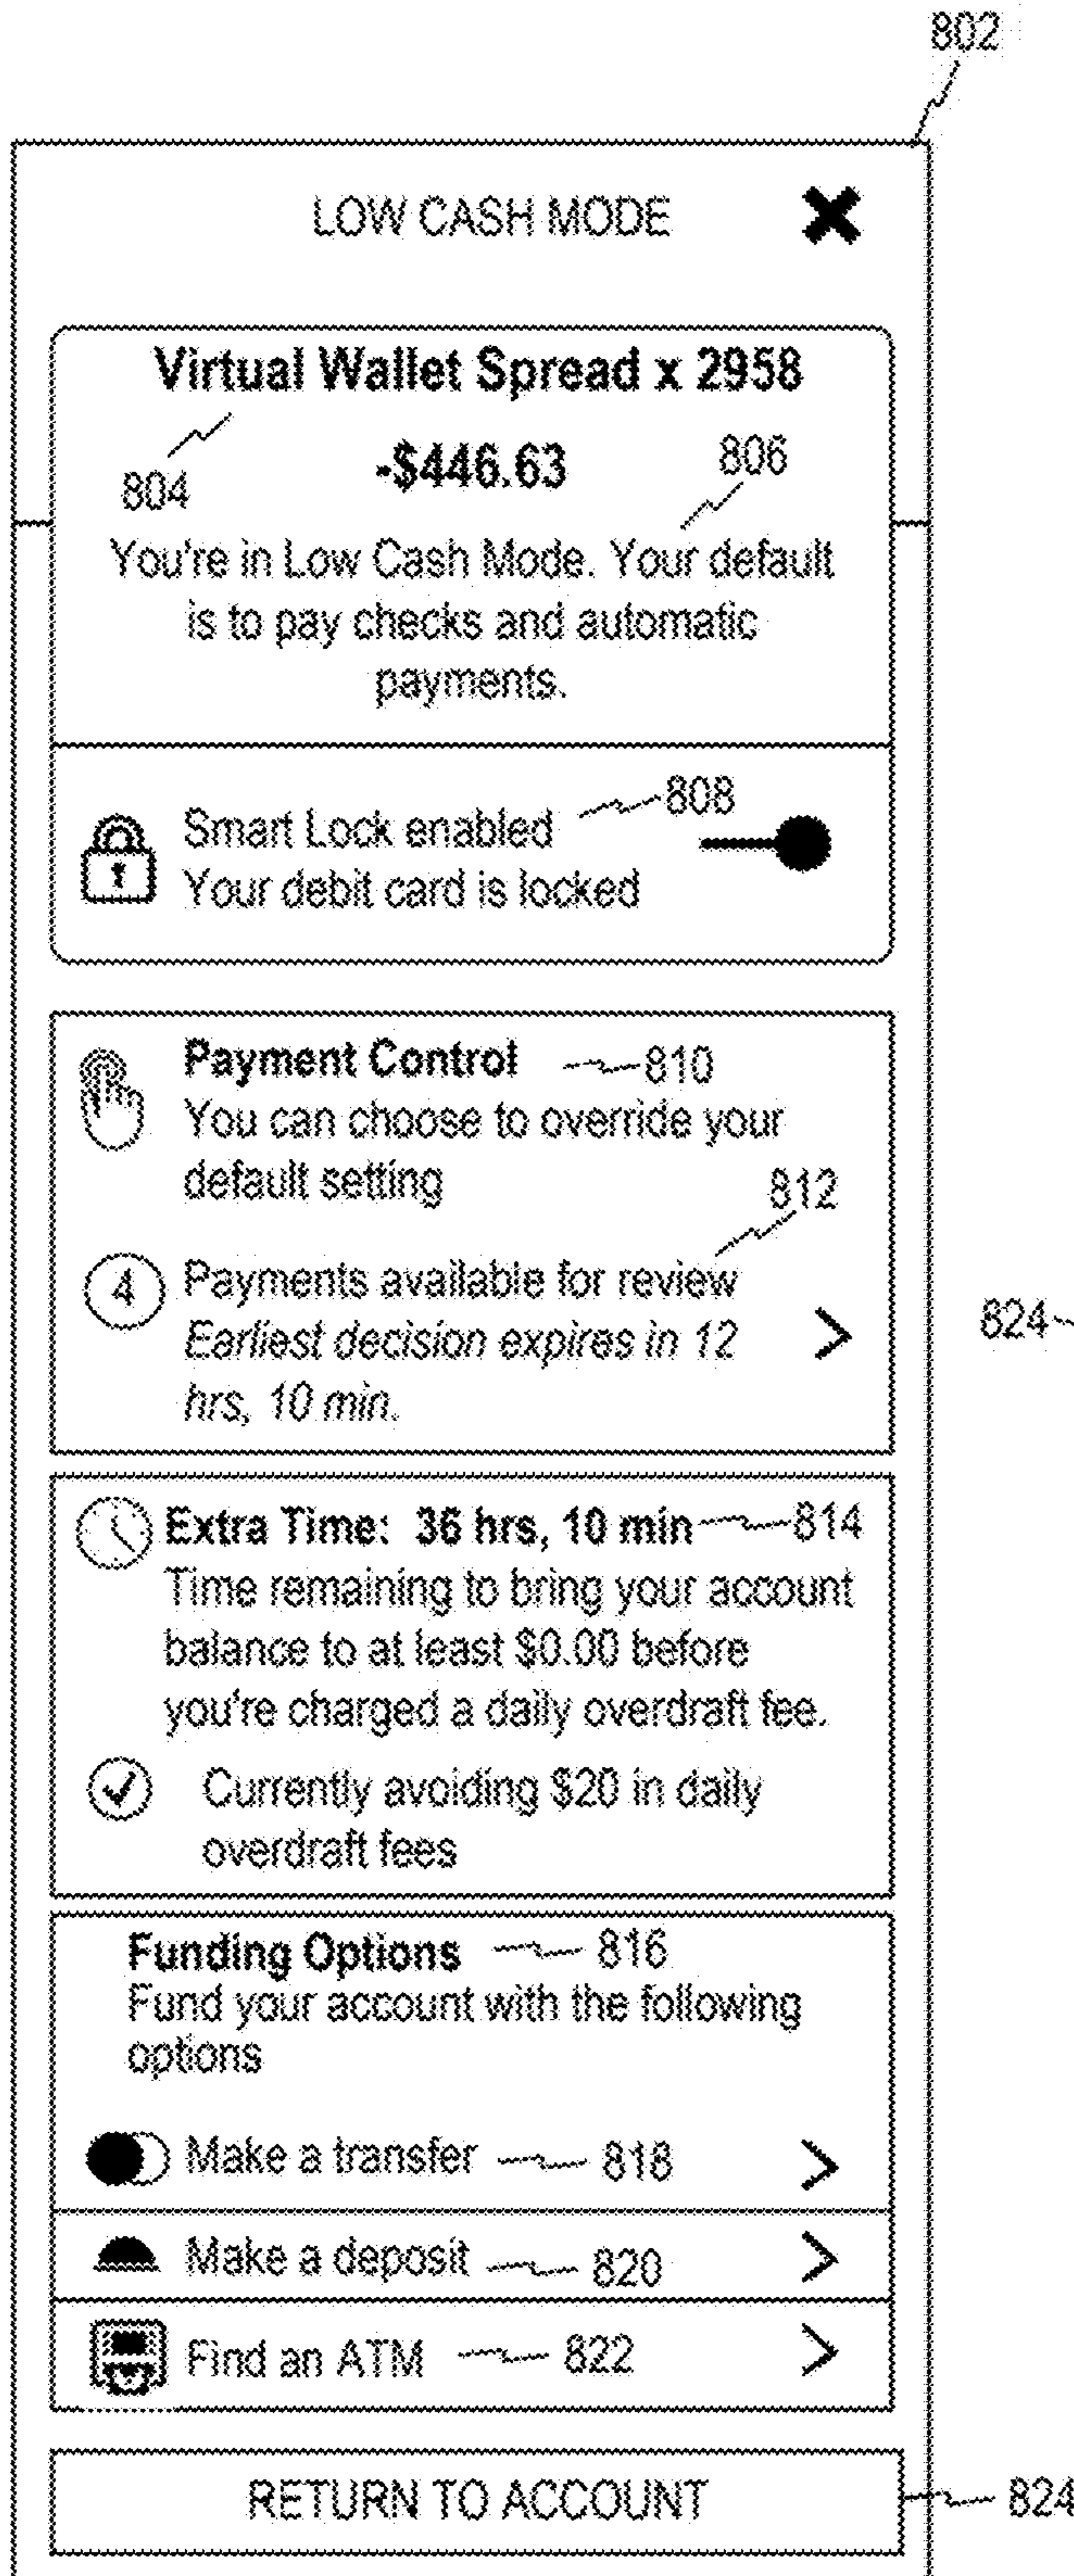 802
LOW CASH MODE
Virtual Wallet Spread x 2958
804
-$446.63
806
You're in Low Cash Mode. Your default
is to pay checks and automatic
payments.
Smart Lock enabled 808
Your debit card is locked
Payment Control 810
You can choose to override your
default setting
812
4 Payments available for review
Earliest decision expires in 12
hrs, 10 min.
824
Extra Time: 36 hrs, 10 min 814
Time remaining to bring your account
balance to at least $0.00 before
you're charged a daily overdraft fee.
Currently avoiding $20 in daily
overdraft fees
Funding Options 816
Fund your account with the following
options
Make a transfer 818
Make a deposit 820
Find an ATM 822
RETURN TO ACCOUNT 824